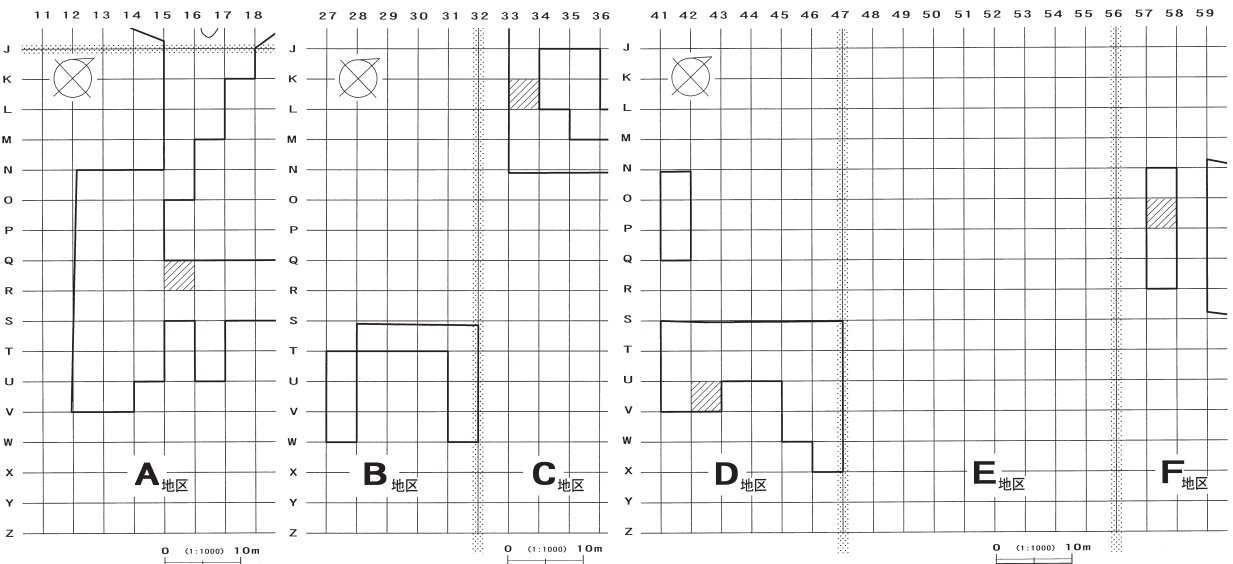 11 12 13 14 15 16 17 18 27 28 29 30 31 32 33 34 35 36 41 42 43 44 45 46 47 48 49 50 51 52 53 54 55 56 57 58 59
J J J
K K K
L L L
M M M
N N N
O O O
P P P
Q Q Q
R R R
S S S
T T T
U U U
V V V
W W W
X X X
A地区 B地区 C地区 D地区 E地区 F地区
Y Y Y
Z Z Z
0 (1:1000) 10m 0 (1:1000) 10m 0 (1:1000) 10m